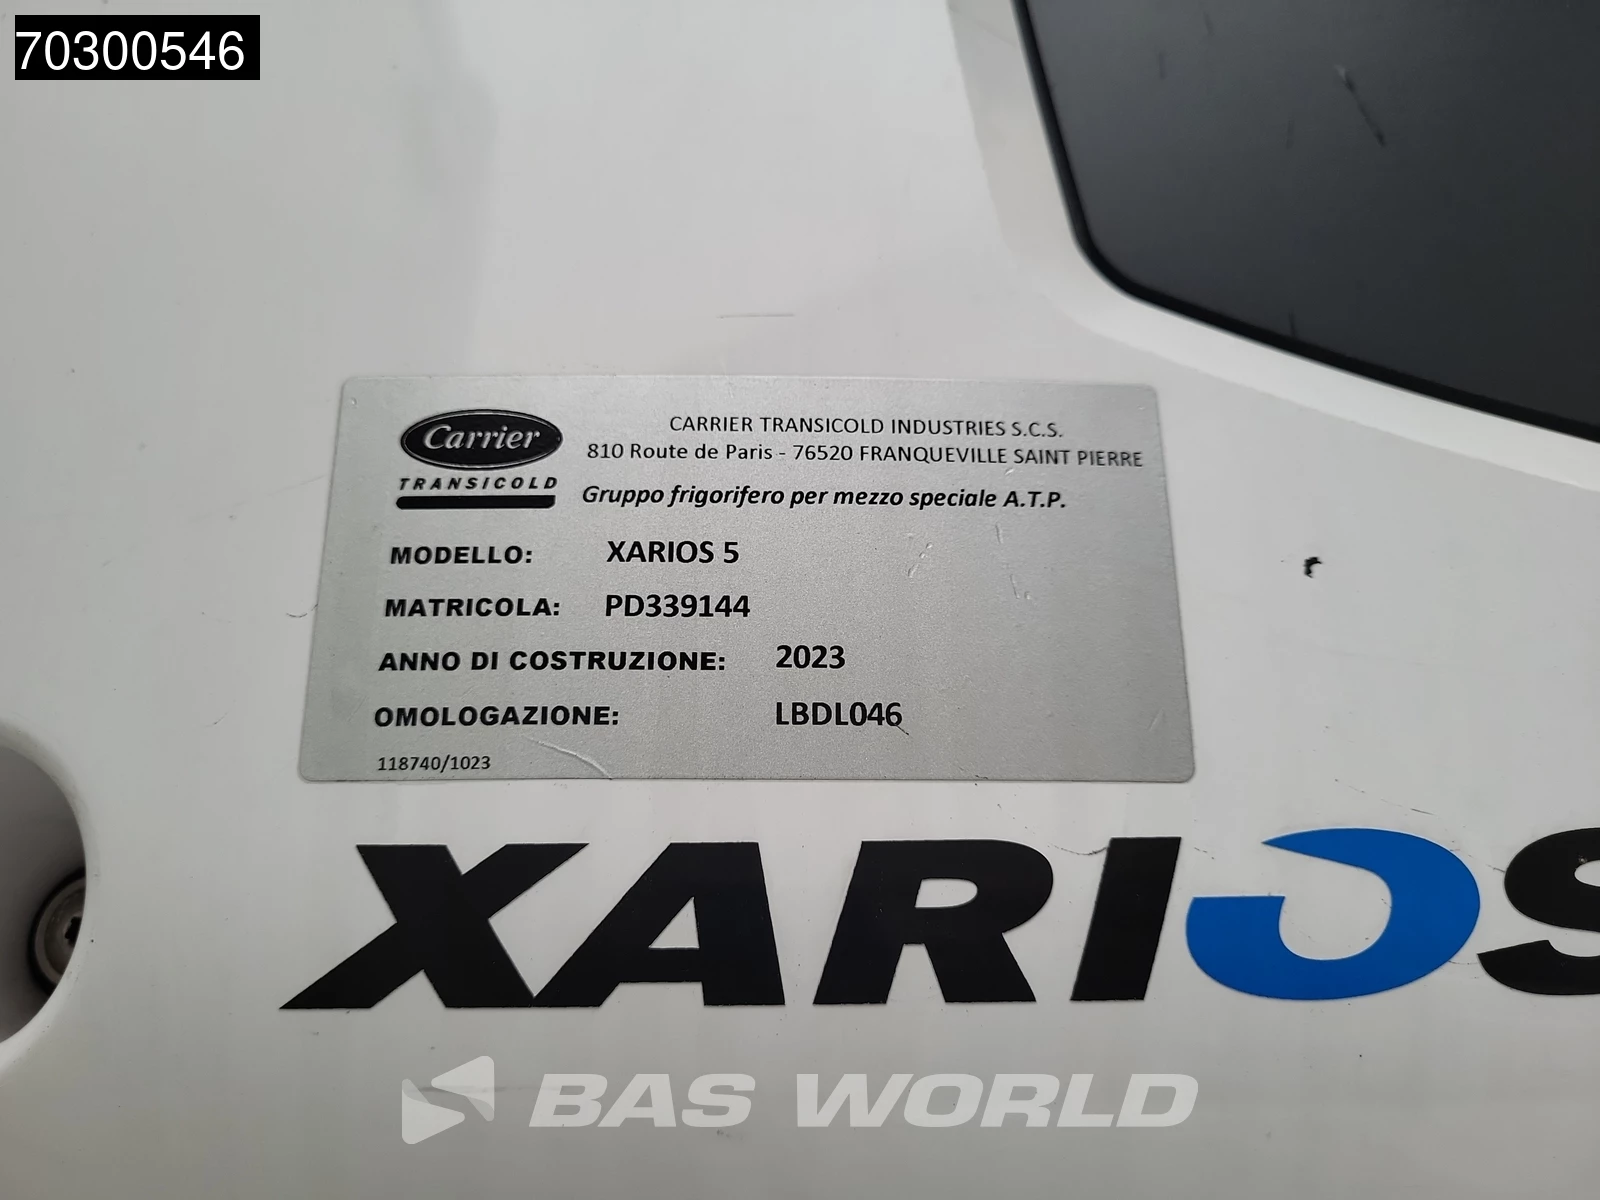 70300546
Carrier
TRANSICOLD
CARRIER TRANSICOLD INDUSTRIES S.C.S.
810 Route de Paris - 76520 FRANQUEVILLE SAINT PIERRE
Gruppo frigorifero per mezzo speciale A.T.P.
MODELLO: XARIOS 5
MATRICOLA: PD339144
ANNO DI COSTRUZIONE: 2023
OMOLOGAZIONE: LBDL046
118740/1023
XARIOS
BAS WORLD